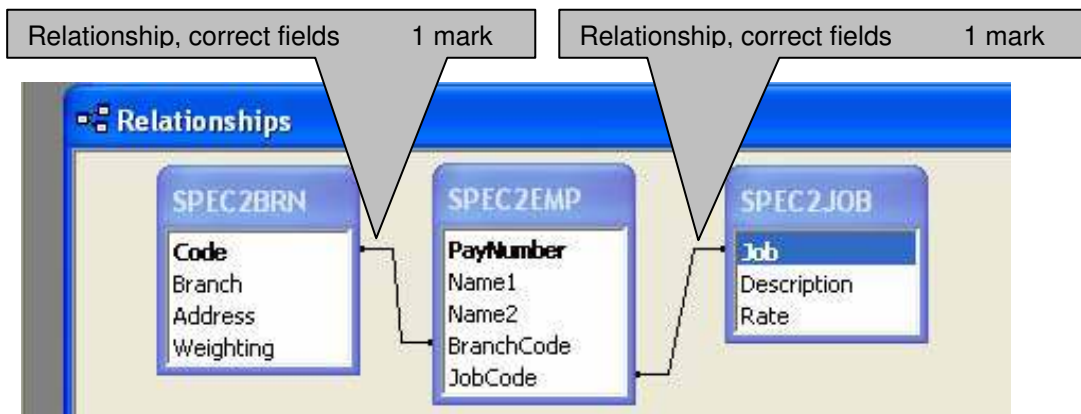 Relationship, correct fields 1 mark
Relationship, correct fields 1 mark
Relationships
SPEC2BRN
Code
Branch
Address
Weighting
SPEC2EMP
PayNumber
Name1
Name2
BranchCode
JobCode
SPEC2JOB
Job
Description
Rate